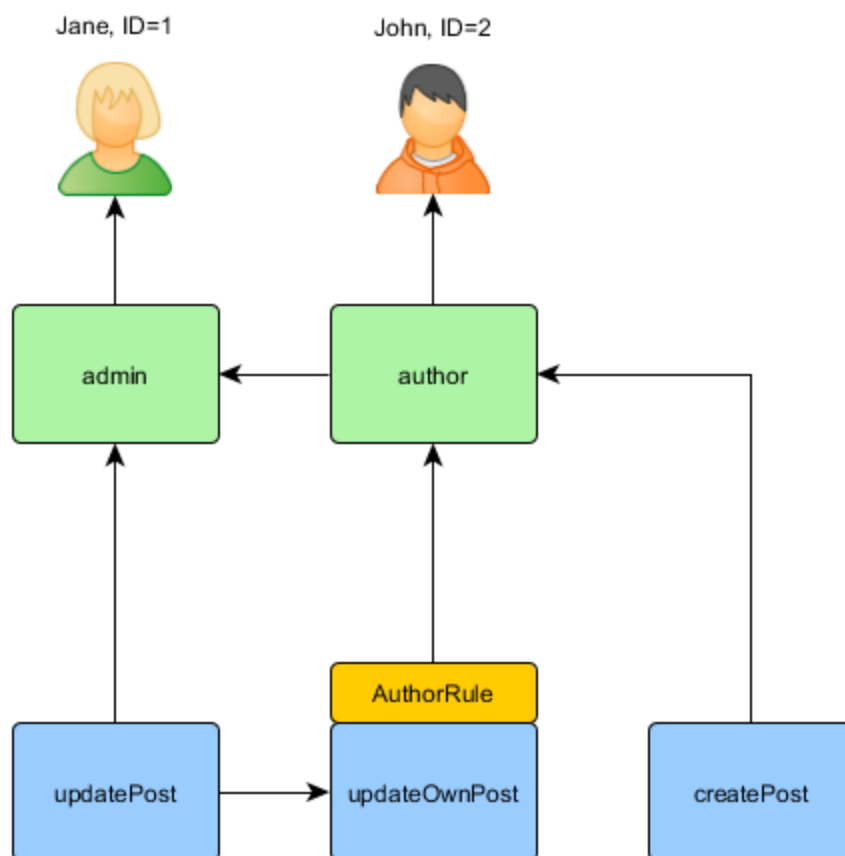 Jane, ID=1
John, ID=2
admin
author
AuthorRule
updatePost
updateOwnPost
createPost